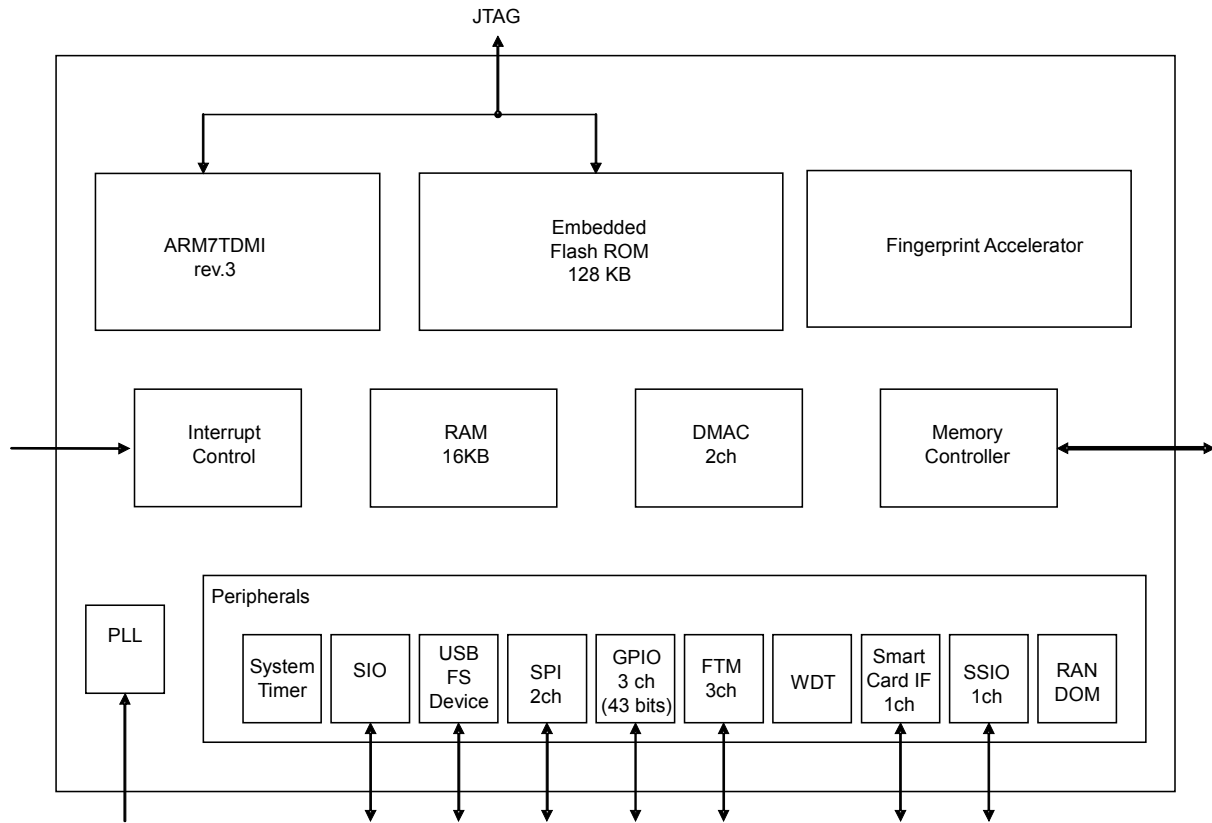 JTAG
ARM7TDMI
rev.3
Embedded
Flash ROM
128 KB
Fingerprint Accelerator
Interrupt
Control
RAM
16KB
DMAC
2ch
Memory
Controller
PLL
Peripherals
System
Timer
SIO
USB
FS
Device
SPI
2ch
GPIO
3 ch
(43 bits)
FTM
3ch
WDT
Smart
Card IF
1ch
SSIO
1ch
RAN
DOM